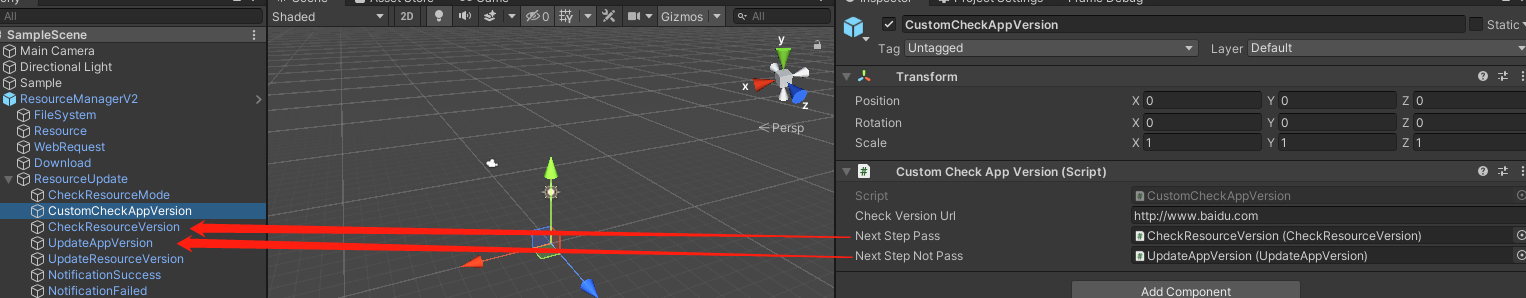 Shaded
2D
0
Gizmos
All
All
SampleScene
Main Camera
Directional Light
Sample
ResourceManagerV2
FileSystem
Resource
WebRequest
Download
ResourceUpdate
CheckResourceMode
CustomCheckAppVersion
CheckResourceVersion
UpdateAppVersion
UpdateResourceVersion
NotificationSuccess
NotificationFailed
y
x
z
Persp
CustomCheckAppVersion
Static
Tag Untagged
Layer Default
Transform
Position X 0 Y 0 Z 0
Rotation X 0 Y 0 Z 0
Scale X 1 Y 1 Z 1
Custom Check App Version (Script)
Script CustomCheckAppVersion
Check Version Url http://www.baidu.com
Next Step Pass CheckResourceVersion (CheckResourceVersion)
Next Step Not Pass UpdateAppVersion (UpdateAppVersion)
Add Component